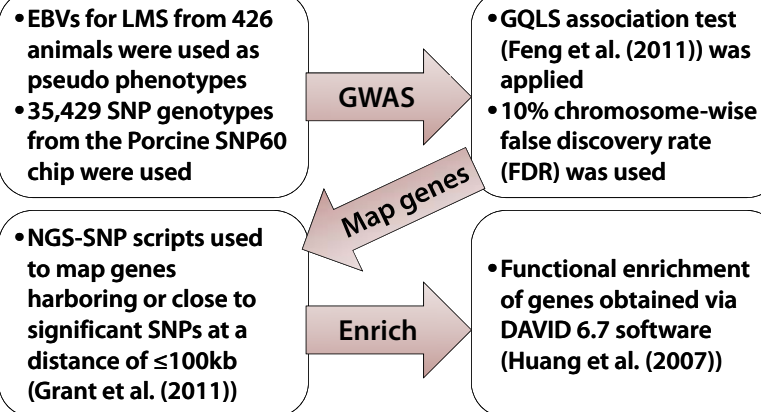 •EBVs for LMS from 426
animals were used as
pseudo phenotypes
•35,429 SNP genotypes
from the Porcine SNP60
chip were used
GWAS
•GQLS association test
(Feng et al. (2011)) was
applied
•10% chromosome-wise
false discovery rate
(FDR) was used
Map genes
•NGS-SNP scripts used
to map genes
harboring or close to
significant SNPs at a
distance of ≤100kb
(Grant et al. (2011))
Enrich
•Functional enrichment
of genes obtained via
DAVID 6.7 software
(Huang et al. (2007))